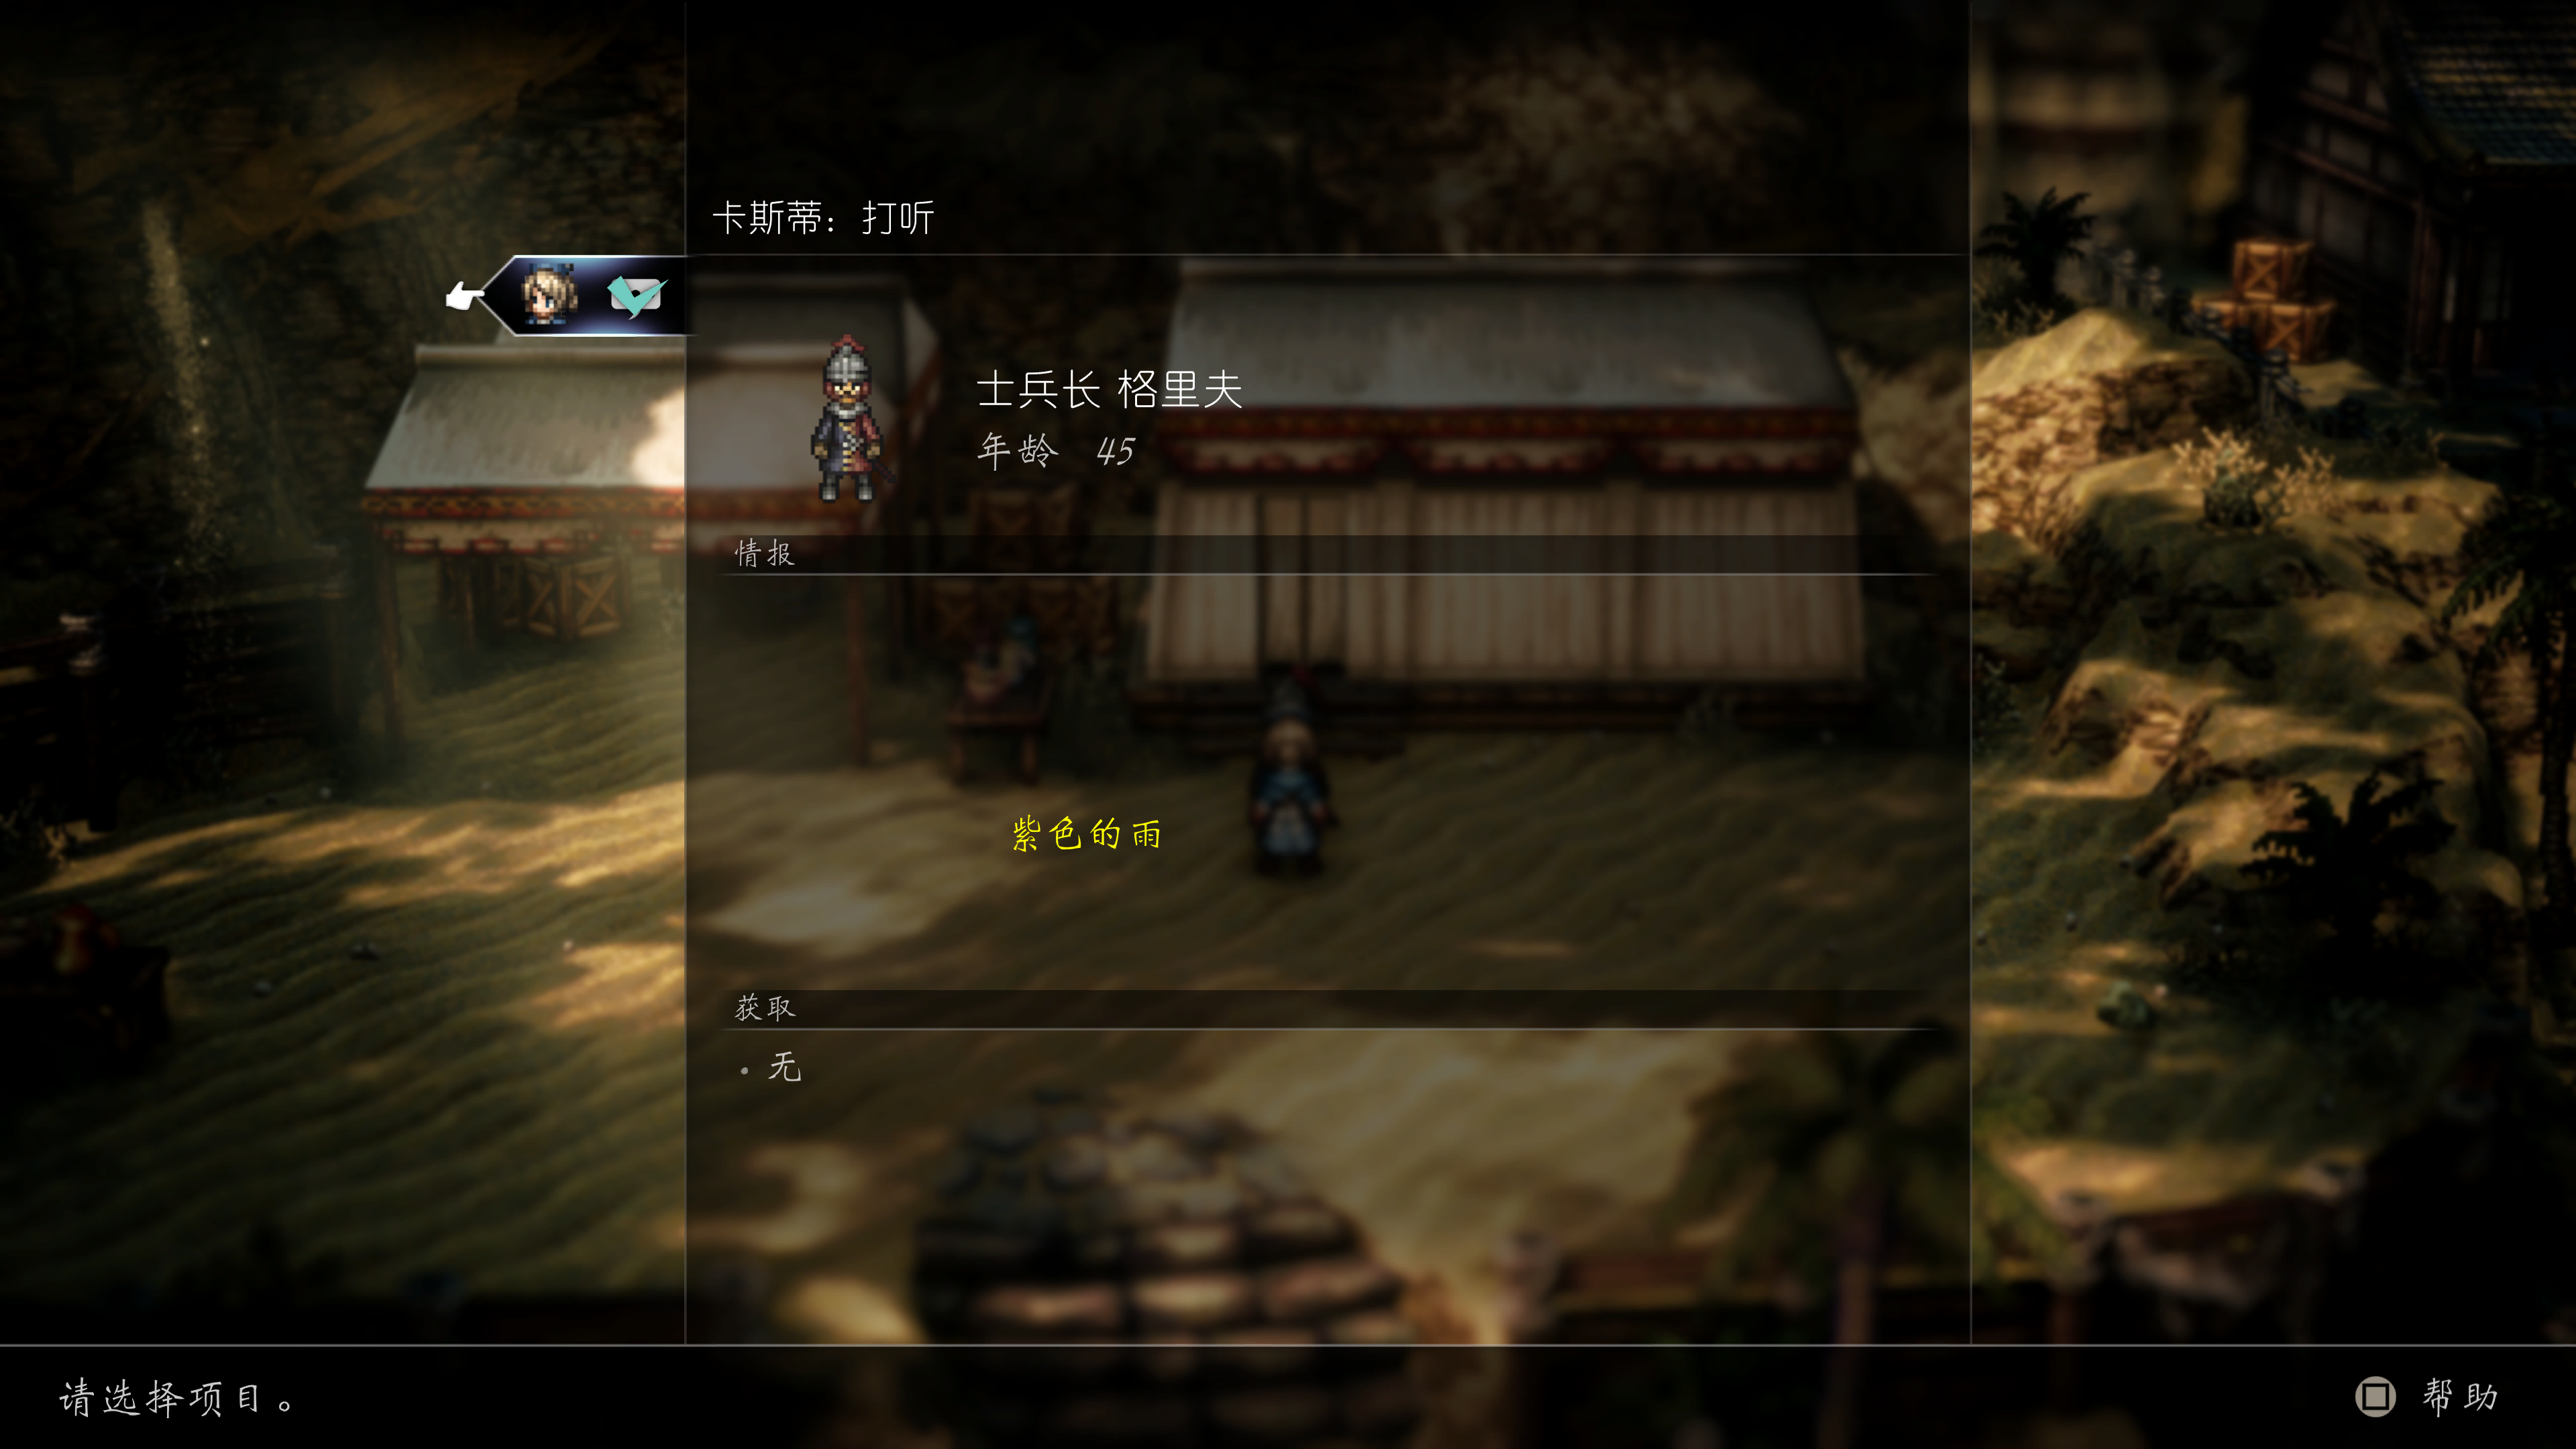 卡斯蒂：打听
士兵长 格里夫
年龄 45
情报
紫色的雨
获取
・无
请选择项目。
帮助